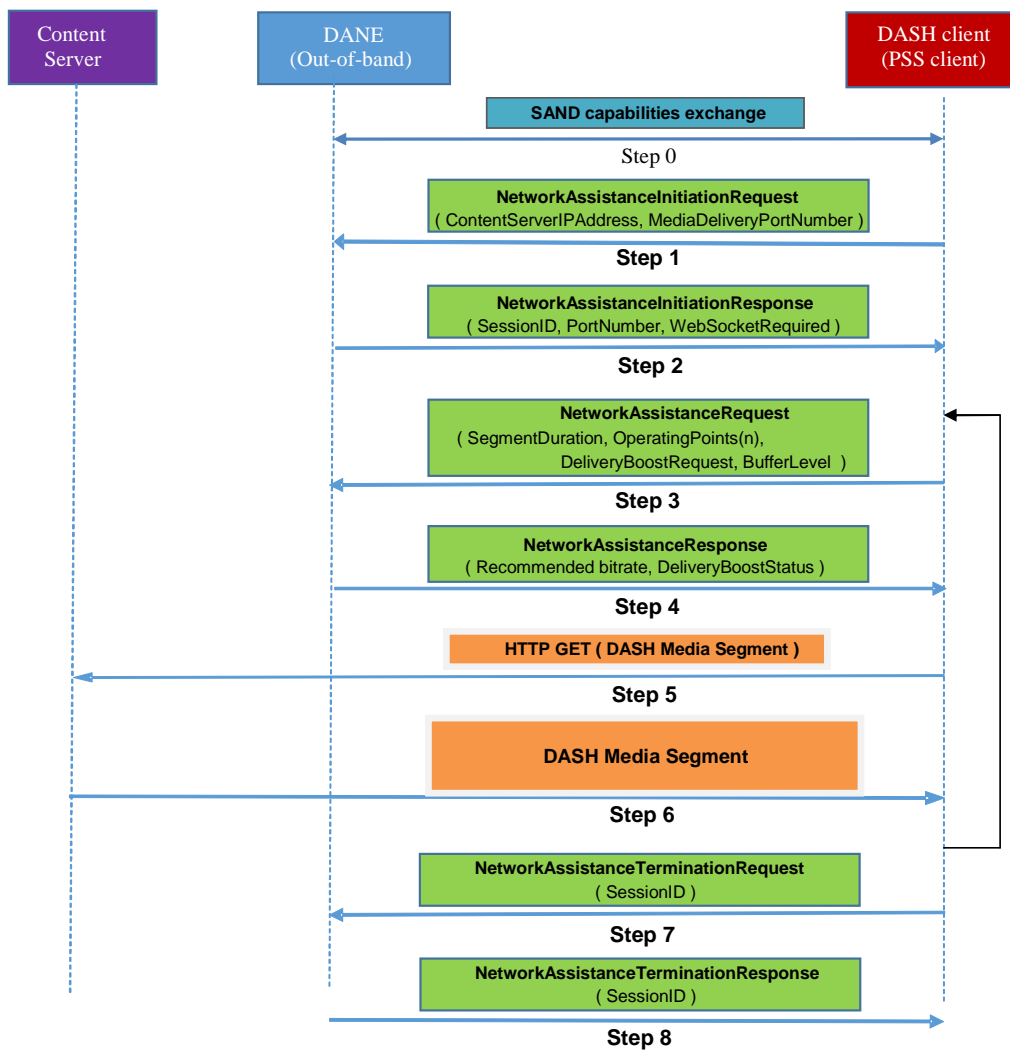 Content
Server
DANE
(Out-of-band)
DASH client
(PSS client)
SAND capabilities exchange
Step 0
NetworkAssistanceInitiationRequest
( ContentServerIPAddress, MediaDeliveryPortNumber )
Step 1
NetworkAssistanceInitiationResponse
( SessionID, PortNumber, WebSocketRequired )
Step 2
NetworkAssistanceRequest
( SegmentDuration, OperatingPoints(n),
DeliveryBoostRequest, BufferLevel )
Step 3
NetworkAssistanceResponse
( Recommended bitrate, DeliveryBoostStatus )
Step 4
HTTP GET ( DASH Media Segment )
Step 5
DASH Media Segment
Step 6
NetworkAssistanceTerminationRequest
( SessionID )
Step 7
NetworkAssistanceTerminationResponse
( SessionID )
Step 8